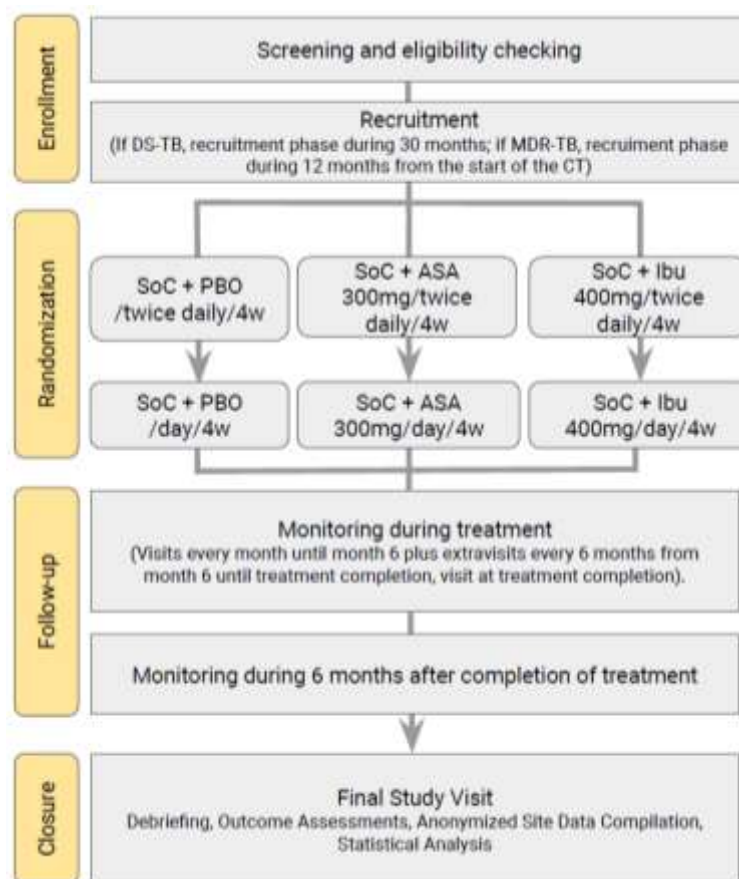 Enrollment
Screening and eligibility checking
Recruitment
(If DS-TB, recruitment phase during 30 months; if MDR-TB, recruiment phase
during 12 months from the start of the CT)
Randomization
SoC + PBO
/twice daily/4w
SoC + ASA
300mg/twice
daily/4w
SoC + Ibu
400mg/twice
daily/4w
SoC + PBO
/day/4w
SoC + ASA
300mg/day/4w
SoC + Ibu
400mg/day/4w
Follow-up
Monitoring during treatment
(Visits every month until month 6 plus extravisits every 6 months from
month 6 until treatment completion, visit at treatment completion).
Monitoring during 6 months after completion of treatment
Closure
Final Study Visit
Debriefing, Outcome Assessments, Anonymized Site Data Compilation,
Statistical Analysis